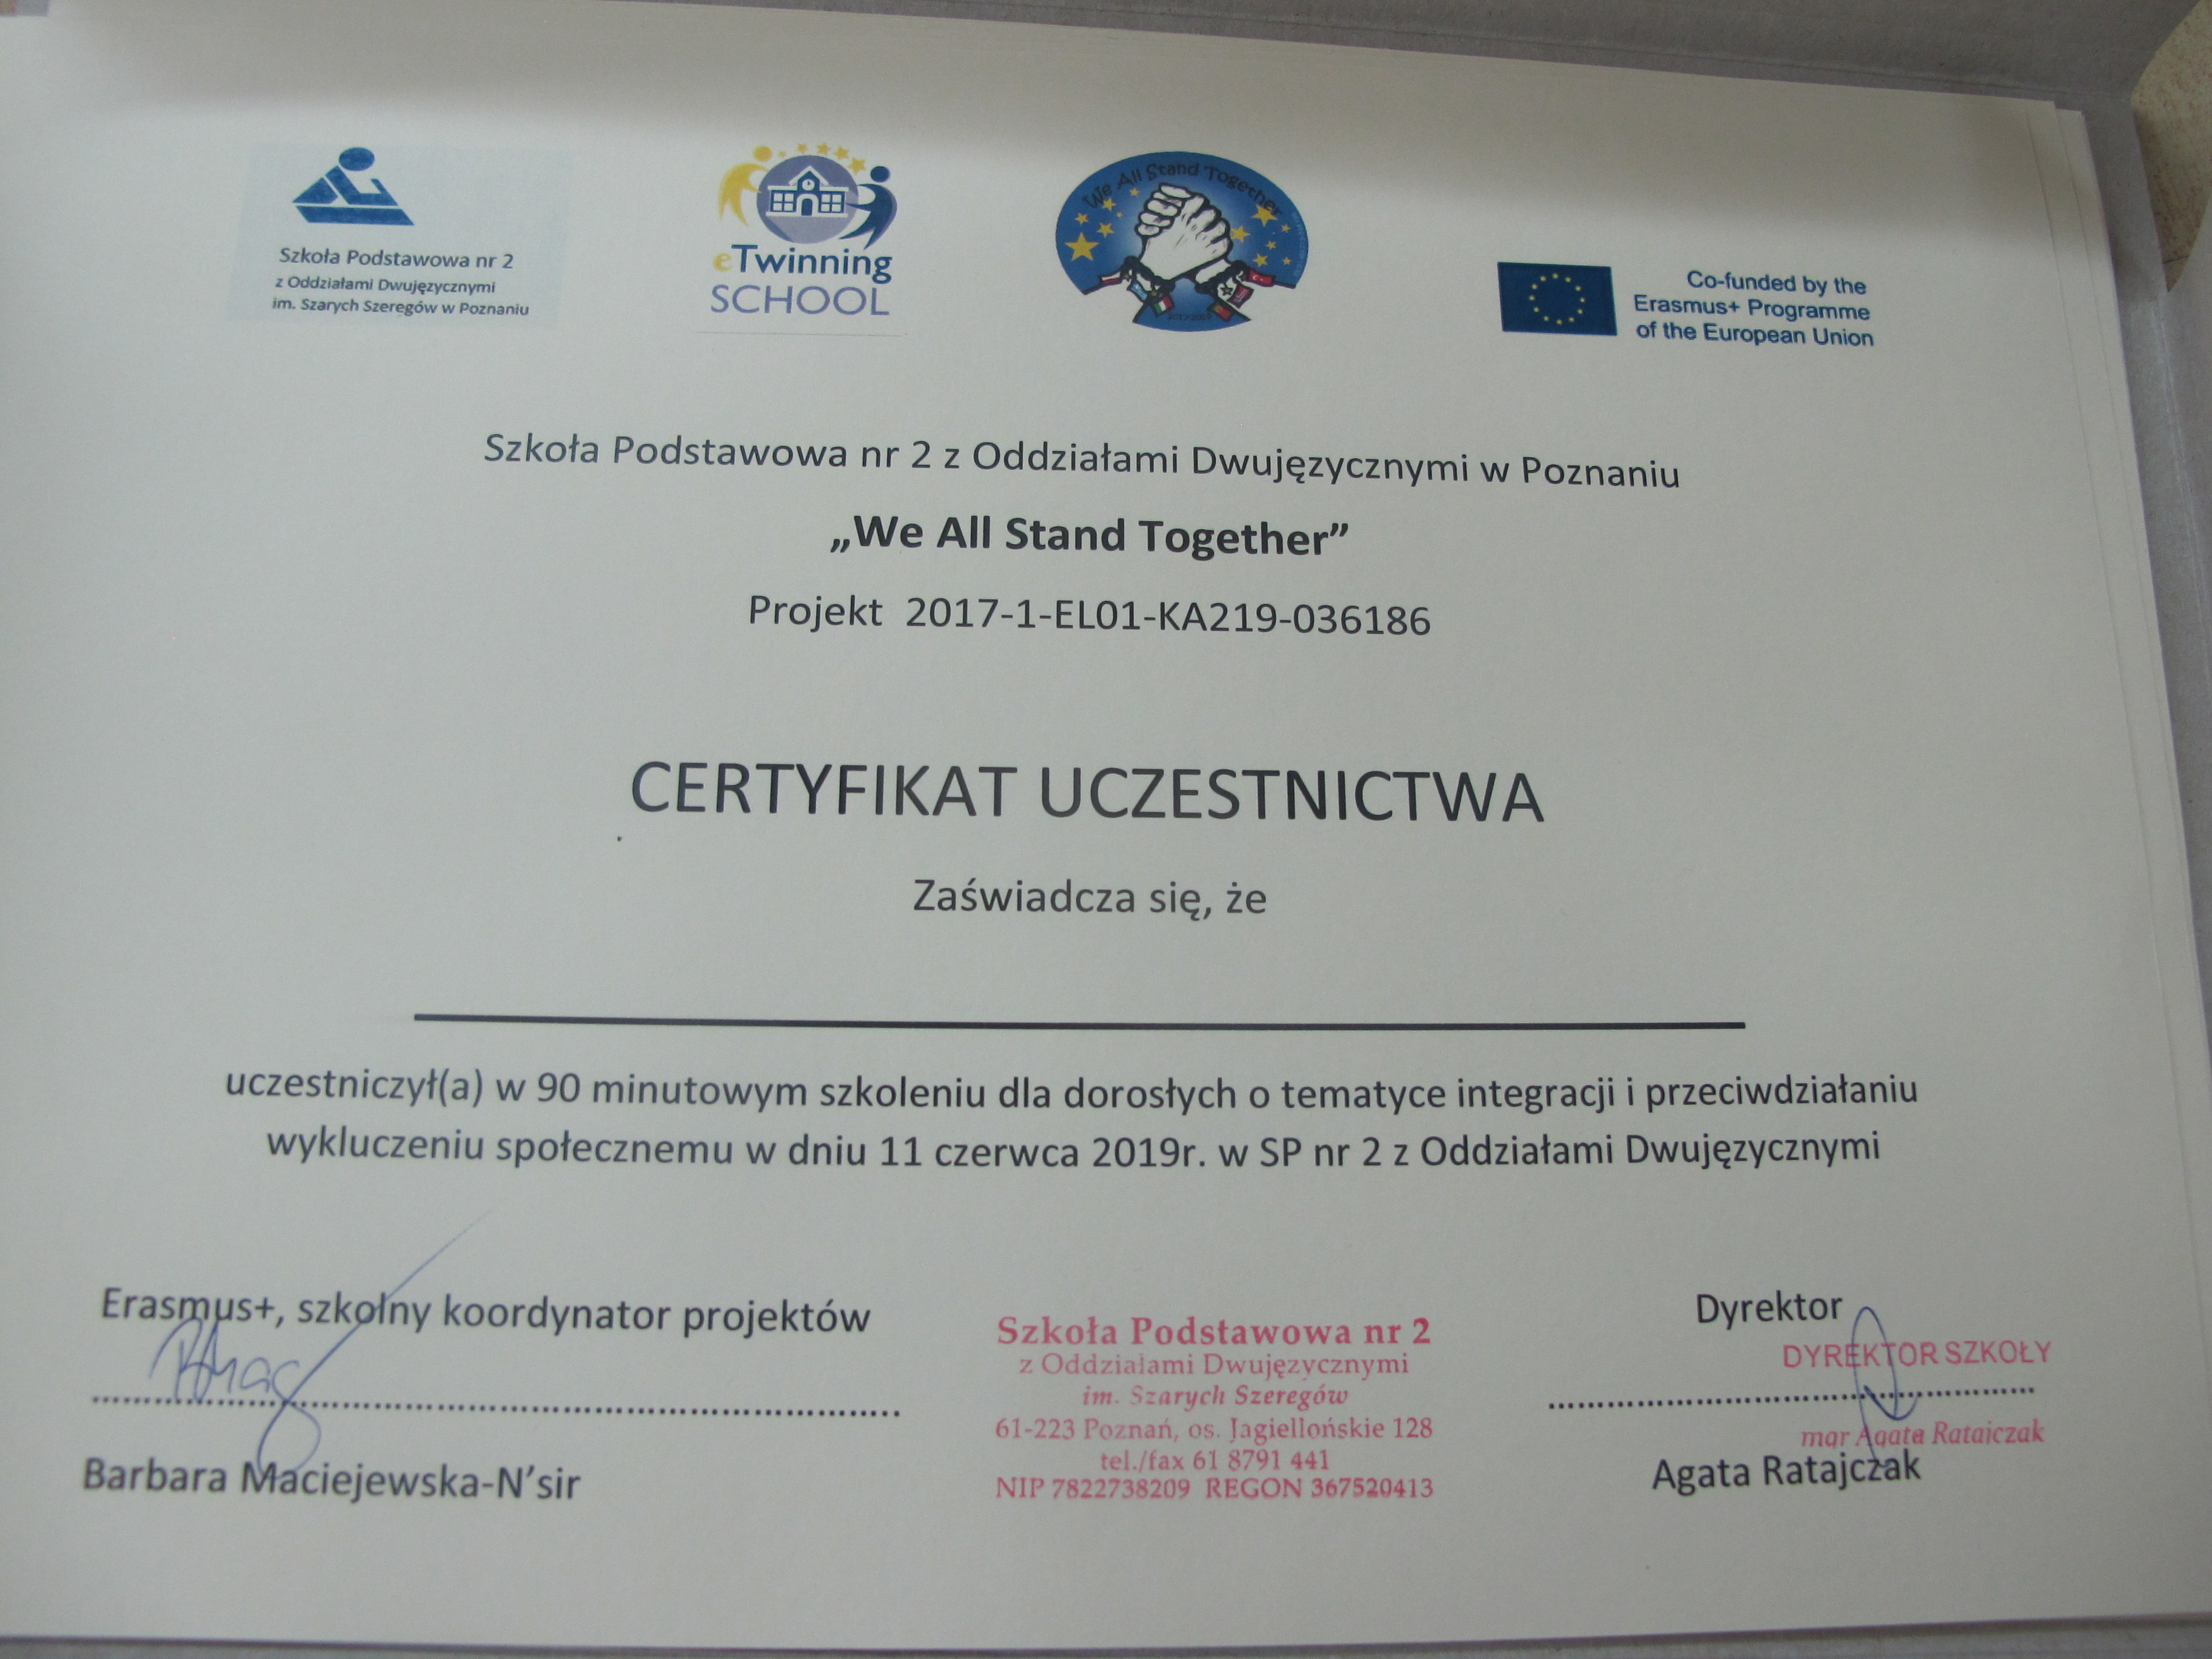 Szkoła Podstawowa nr 2
z Oddziałami Dwujęzycznymi
im. Szarych Szeregów w Poznaniu
eTwinning
SCHOOL
We All Stand Together
Co-funded by the
Erasmus+ Programme
of the European Union
Szkoła Podstawowa nr 2 z Oddziałami Dwujęzycznymi w Poznaniu
„We All Stand Together”
Projekt 2017-1-EL01-KA219-036186
CERTYFIKAT UCZESTNICTWA
Zaświadcza się, że
uczestniczył(a) w 90 minutowym szkoleniu dla dorosłych o tematyce integracji i przeciwdziałaniu
wykluczeniu społecznemu w dniu 11 czerwca 2019r. w SP nr 2 z Oddziałami Dwujęzycznymi
Erasmus+, szkolny koordynator projektów
Barbara Maciejewska-N’sir
Szkoła Podstawowa nr 2
z Oddziałami Dwujęzycznymi
im. Szarych Szeregów
61-223 Poznań, os. Jagiellońskie 128
tel./fax 61 8791 441
NIP 7822738209 REGON 367520413
Dyrektor
DYREKTOR SZKOŁY
mgr Agata Ratajczak
Agata Ratajczak